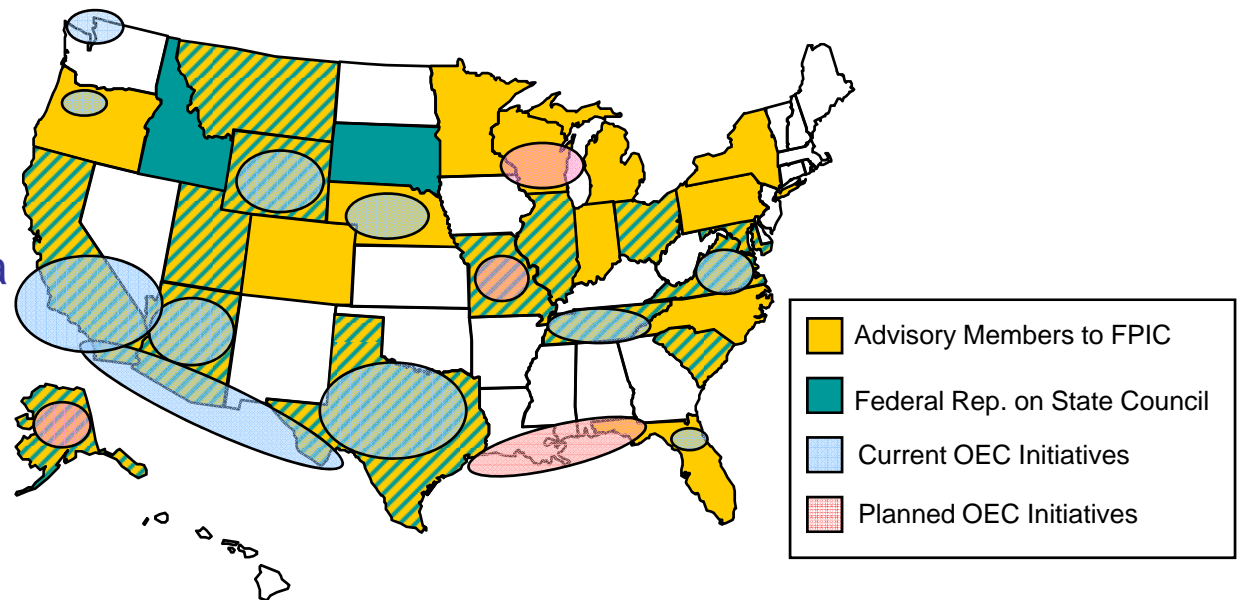 a
Advisory Members to FPIC
Federal Rep. on State Council
Current OEC Initiatives
Planned OEC Initiatives